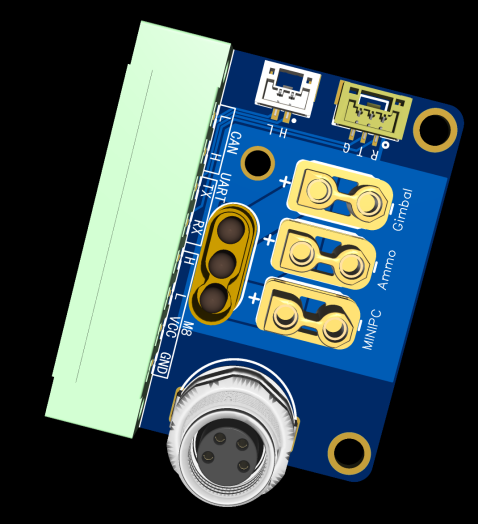 H L
G T R
L
CAN
H
UART
TX
RX
H
L
M8
VCC
GND
+ - Gimbal
+ - Ammo
+ - MINIPC